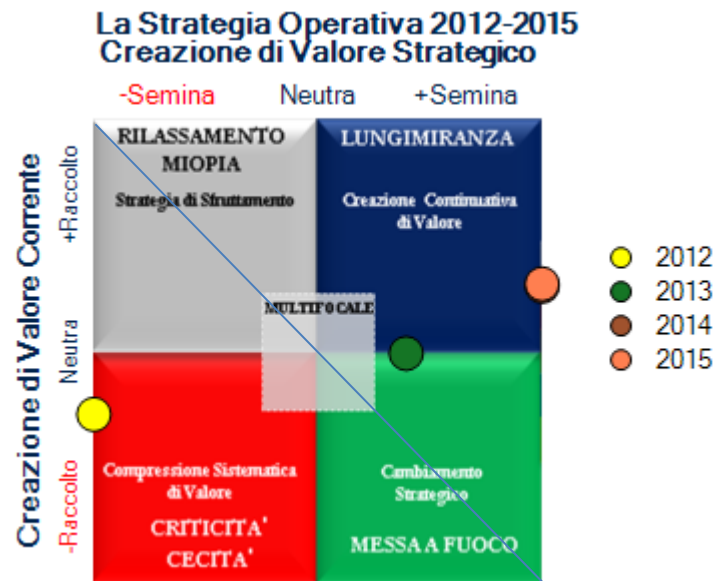 La Strategia Operativa 2012-2015
Creazione di Valore Strategico
-Semina Neutra +Semina
Creazione di Valore Corrente
+Raccolto
Neutra
-Raccolto
RILASSAMENTO
MIOPIA
Strategia di Sfruttamento
LUNGIMIRANZA
Creazione Continuativa
di Valore
MULTIFOCALE
Compressione Sistematica
di Valore
CRITICITA'
CECITA'
Cambiamento
Strategico
MESSA A FUOCO
2012
2013
2014
2015